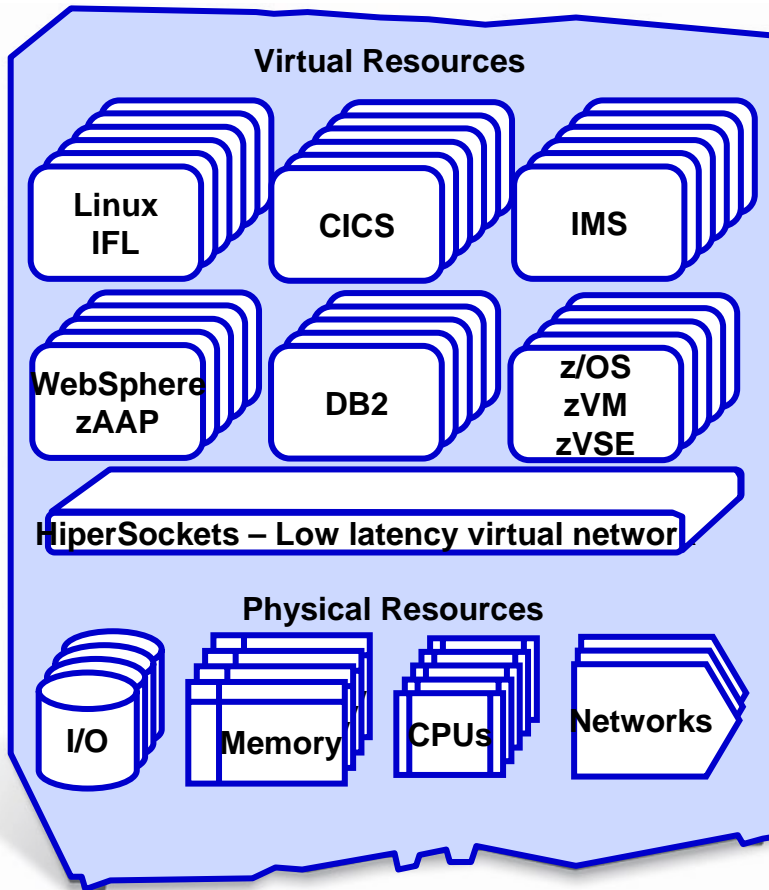 Virtual Resources
Linux
IFL
CICS
IMS
WebSphere
zAAP
DB2
z/OS
zVM
zVSE
HiperSockets – Low latency virtual networ
Physical Resources
I/O
Memory
CPUs
Networks